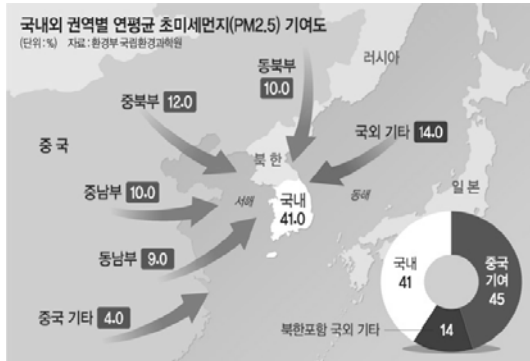 국내외 권역별 연평균 초미세먼지(PM2.5) 기여도
(단위 : %) 자료 : 환경부 국립환경과학원
동북부
10.0
러시아
중북부 12.0
국외 기타 14.0
중국
북한
중남부 10.0
서해
국내
41.0
동해
일본
동남부 9.0
중국 기타 4.0
국내
41
중국
기여
45
북한포함 국외 기타
14